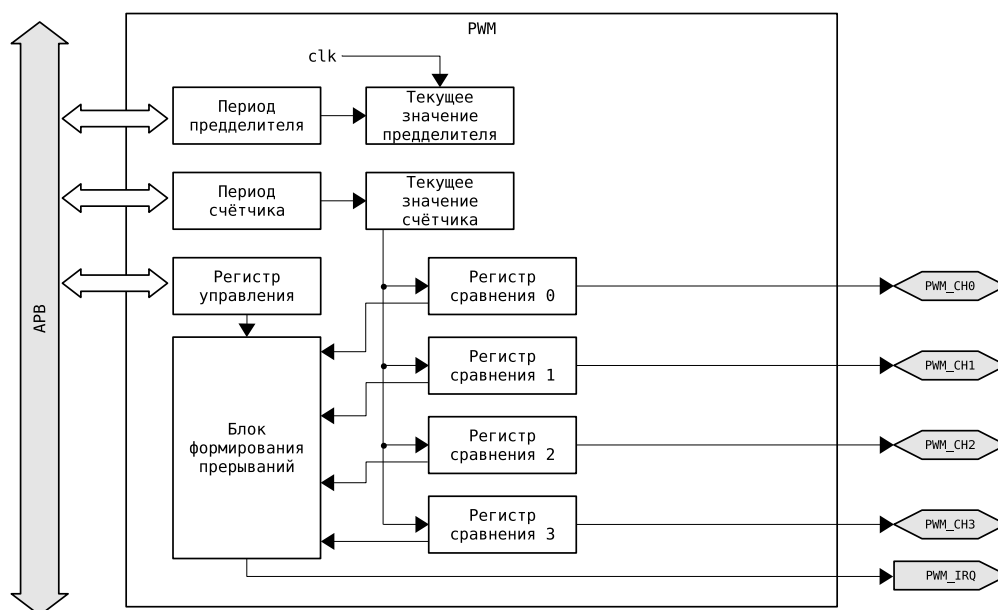 PWM
clk
Период
предделителя
Текущее
значение
предделителя
Период
счётчика
Текущее
значение
счётчика
Регистр
управления
Регистр
сравнения 0
PWM_CH0
APB
Регистр
сравнения 1
PWM_CH1
Блок
формирования
прерываний
Регистр
сравнения 2
PWM_CH2
Регистр
сравнения 3
PWM_CH3
PWM_IRQ